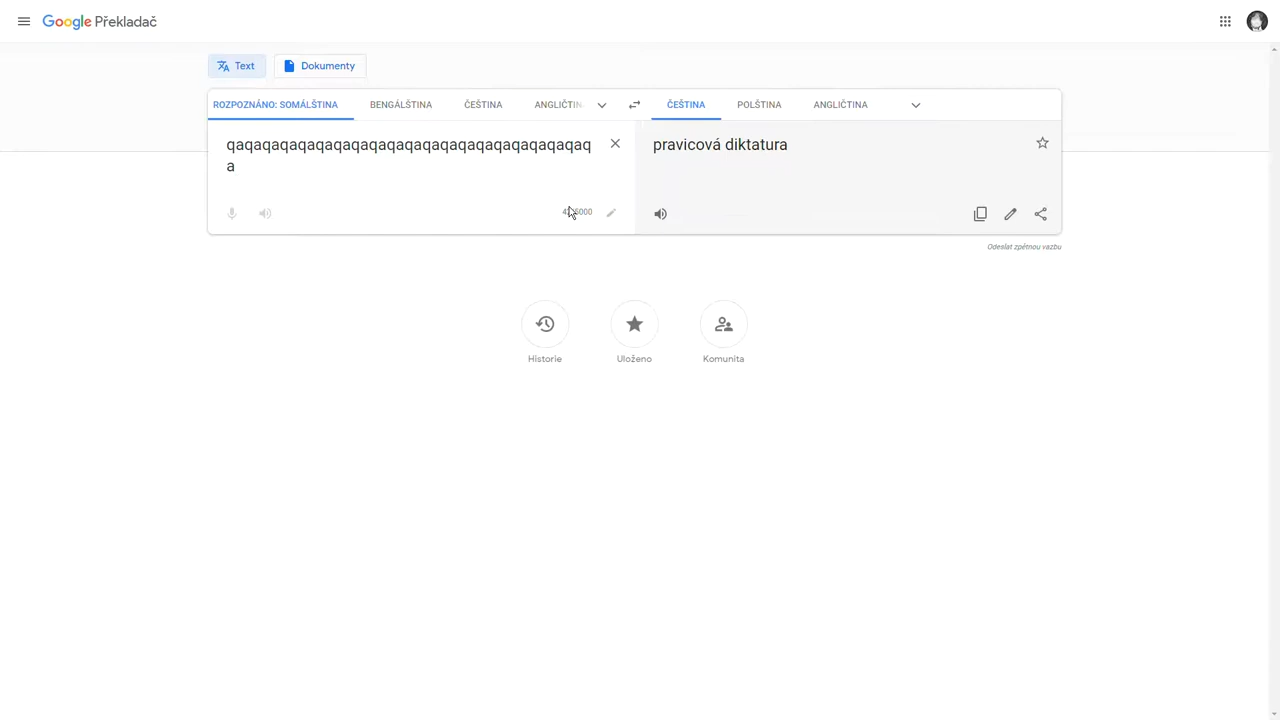 Google Překladač
Text
Dokumenty
ROZPOZNÁNO: SOMÁLŠTINA
BENGÁLŠTINA
ČEŠTINA
ČEŠTINA
POLŠTINA
ANGLIČTINA
qaqaqaqaqaqaqaqaqaqaqaqaqaqaqaqaqaqaqaqaq
a
pravicová diktatura
Odeslat zpětnou vazbu
Historie
Uloženo
Komunita